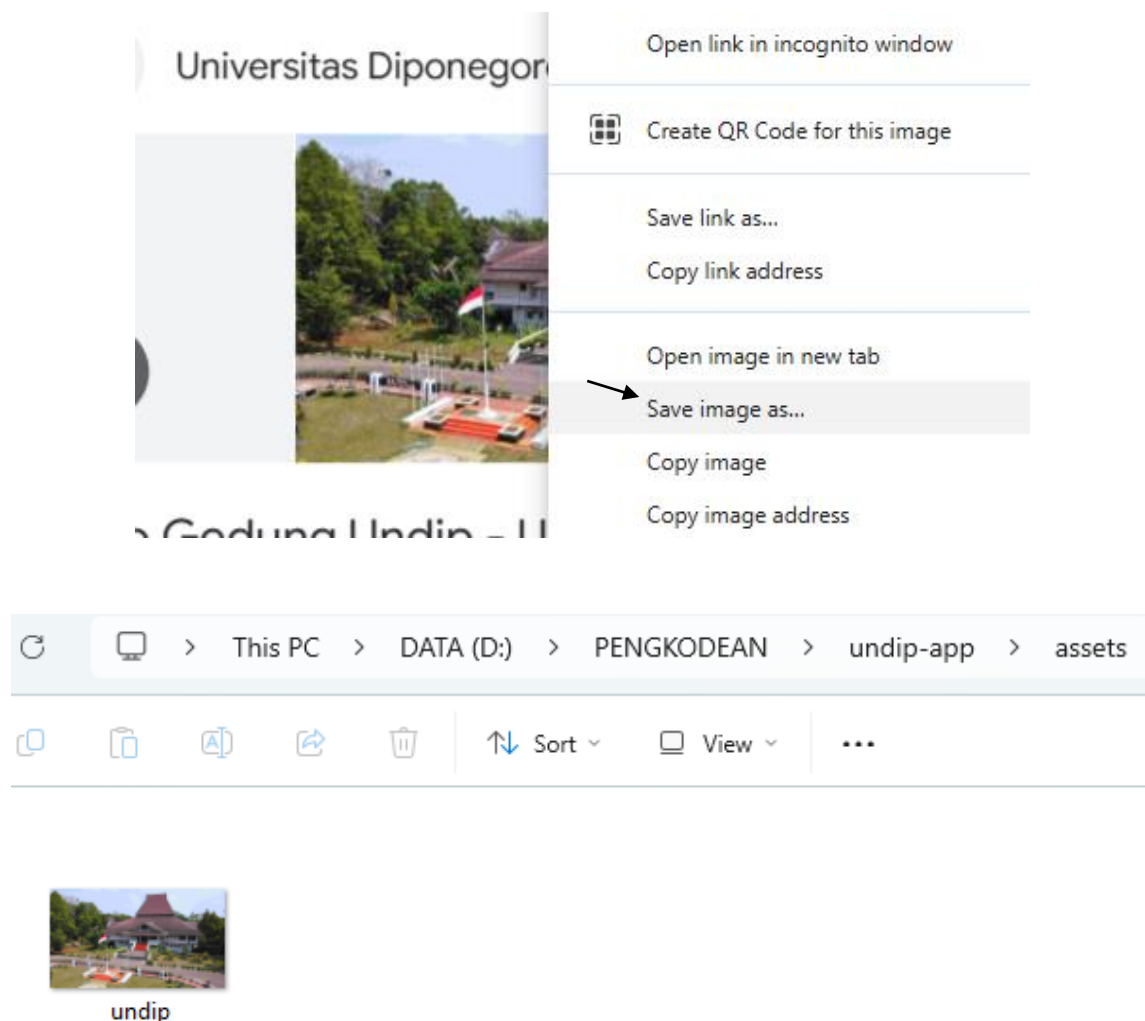 Universitas Diponegor
Open link in incognito window
Create QR Code for this image
Save link as...
Copy link address
Open image in new tab
Save image as...
Copy image
Copy image address
Gedung Undip - U
This PC > DATA (D:) > PENGKODEAN > undip-app > assets
Sort
View
undip